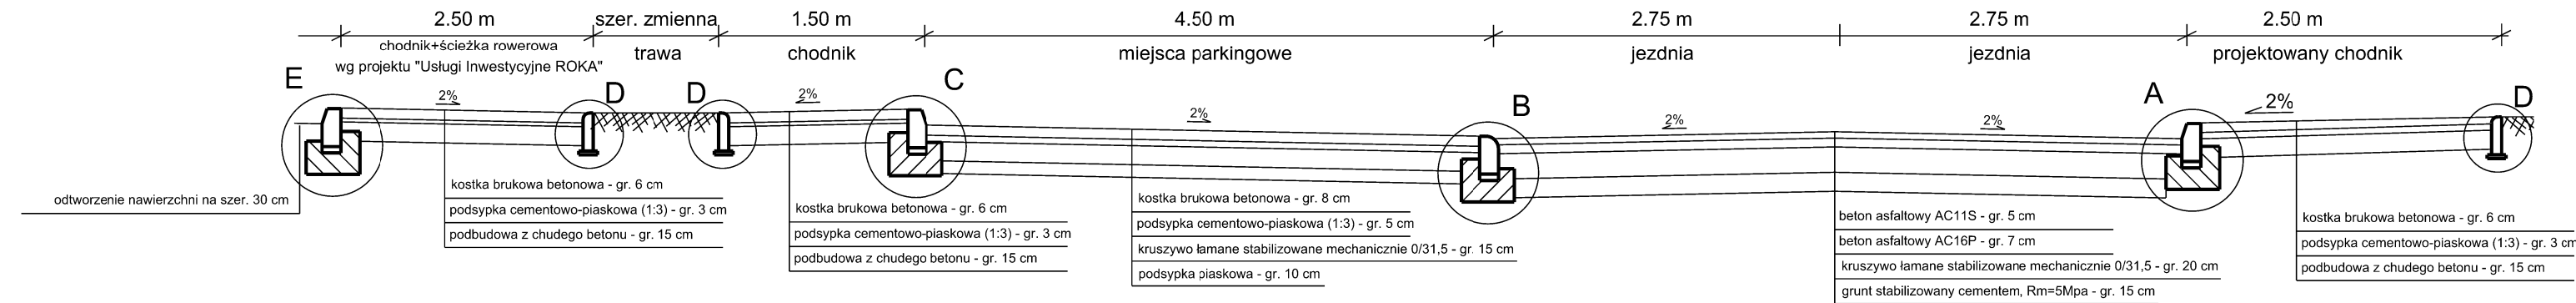 2.50 m szer. zmienna 1.50 m 4.50 m 2.75 m 2.75 m 2.50 m
chodnik+ścieżka rowerowa
wg projektu "Usługi Inwestycyjne ROKA"
trawa chodnik miejsca parkingowe jezdnia jezdnia projektowany chodnik
E D D C B A D
2% 2% 2% 2% 2% 2%
odtworzenie nawierzchni na szer. 30 cm
kostka brukowa betonowa - gr. 6 cm
podsypka cementowo-piaskowa (1:3) - gr. 3 cm
podbudowa z chudego betonu - gr. 15 cm
kostka brukowa betonowa - gr. 6 cm
podsypka cementowo-piaskowa (1:3) - gr. 3 cm
podbudowa z chudego betonu - gr. 15 cm
kostka brukowa betonowa - gr. 8 cm
podsypka cementowo-piaskowa (1:3) - gr. 5 cm
kruszywo łamane stabilizowane mechanicznie 0/31,5 - gr. 15 cm
podsypka piaskowa - gr. 10 cm
beton asfaltowy AC11S - gr. 5 cm
beton asfaltowy AC16P - gr. 7 cm
kruszywo łamane stabilizowane mechanicznie 0/31,5 - gr. 20 cm
grunt stabilizowany cementem, Rm=5Mpa - gr. 15 cm
kostka brukowa betonowa - gr. 6 cm
podsypka cementowo-piaskowa (1:3) - gr. 3 cm
podbudowa z chudego betonu - gr. 15 cm